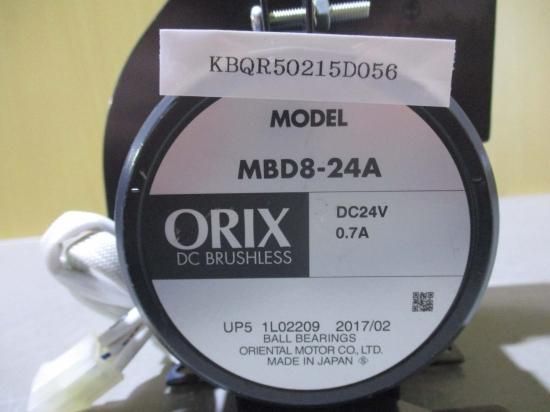 KBQR50215D056
MODEL
MBD8-24A
ORIX
DC BRUSHLESS
DC24V
0.7A
UP5 1L02209 2017/02
BALL BEARINGS
ORIENTAL MOTOR CO., LTD.
MADE IN JAPAN Ⓢ